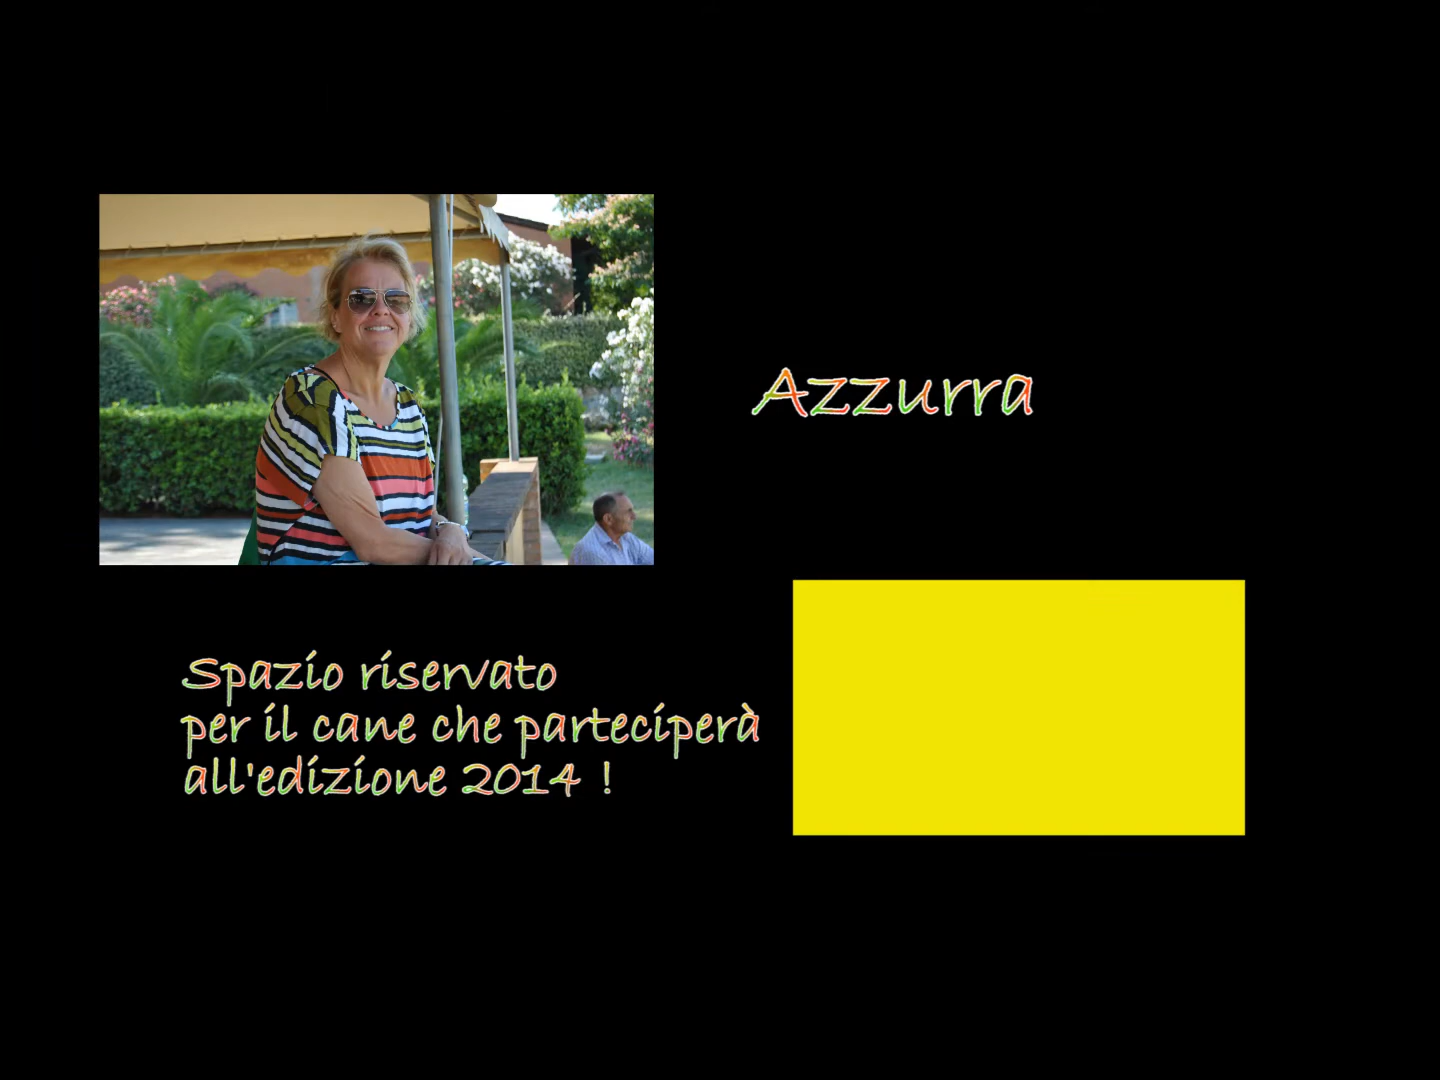 Azzurra
Spazio riservato
per il cane che parteciperà
all'edizione 2014 !